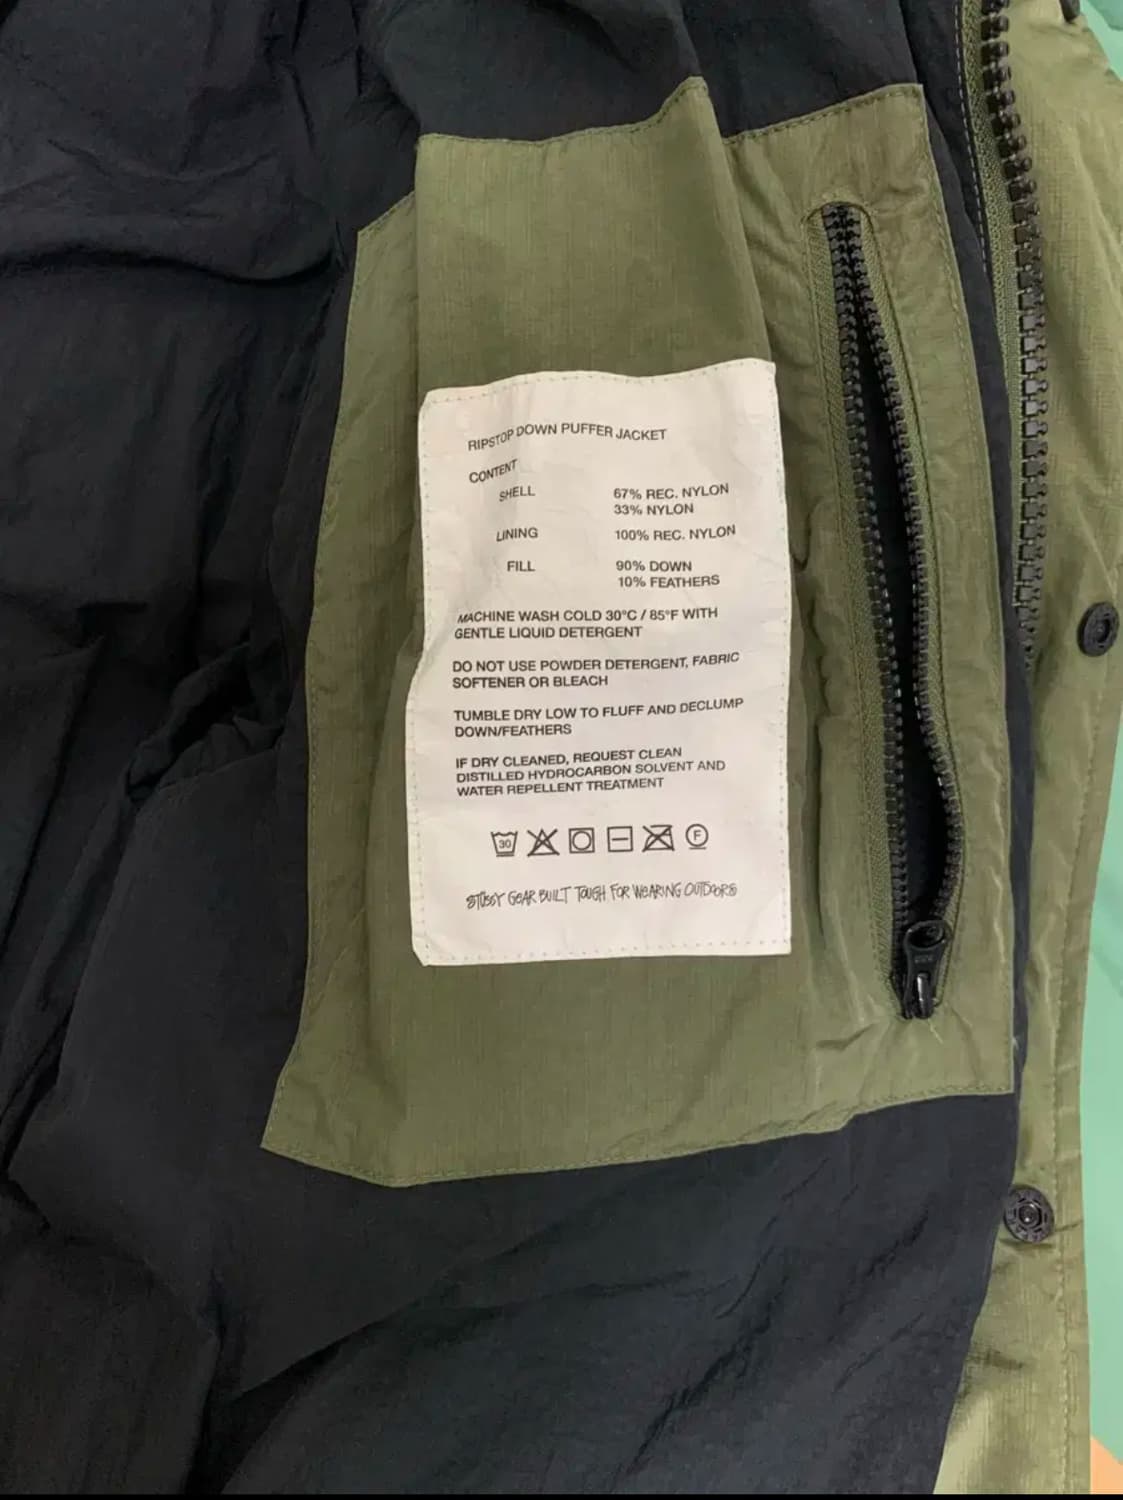 RIPSTOP DOWN PUFFER JACKET
CONTENT
SHELL 67% REC. NYLON
33% NYLON
LINING 100% REC. NYLON
FILL 90% DOWN
10% FEATHERS
MACHINE WASH COLD 30°C / 85°F WITH
GENTLE LIQUID DETERGENT
DO NOT USE POWDER DETERGENT, FABRIC
SOFTENER OR BLEACH
TUMBLE DRY LOW TO FLUFF AND DECLUMP
DOWN/FEATHERS
IF DRY CLEANED, REQUEST CLEAN
DISTILLED HYDROCARBON SOLVENT AND
WATER REPELLENT TREATMENT
30 F
STÜSSY GEAR BUILT TOUGH FOR WEARING OUTDOORS